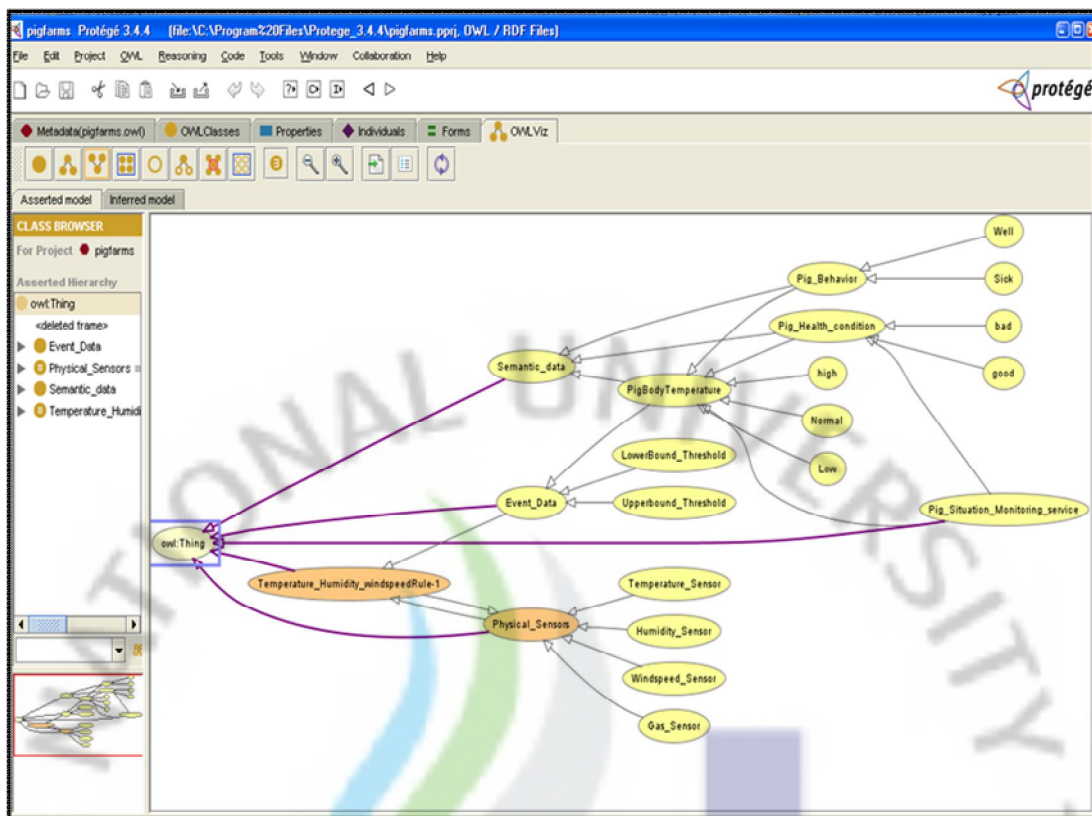 pigfarms Protégé 3.4.4 (file:\C:\Program%20Files\Protege_3.4.4\pigfarms.pprj, OWL / RDF Files)
File Edit Project OWL Reasoning Code Tools Window Collaboration Help
protégé
Metadata(pigfarms.owl) OWLClasses Properties Individuals Forms OWLViz
Asserted model Inferred model
CLASS BROWSER
For Project pigfarms
Asserted Hierarchy
owl:Thing
<deleted frame>
Event_Data
Physical_Sensors
Semantic_data
Temperature_Humidi
Well
Pig_Behavior
Sick
Pig_Health_condition
bad
Semantic_data
high
good
PigBodyTemperature
Normal
LowerBound_Threshold
Low
Event_Data
Upperbound_Threshold
Pig_Situation_Monitoring_service
owl:Thing
Temperature_Humidity_windspeedRule-1
Temperature_Sensor
Physical_Sensors
Humidity_Sensor
Windspeed_Sensor
Gas_Sensor
NATIONAL UNIVERSITY